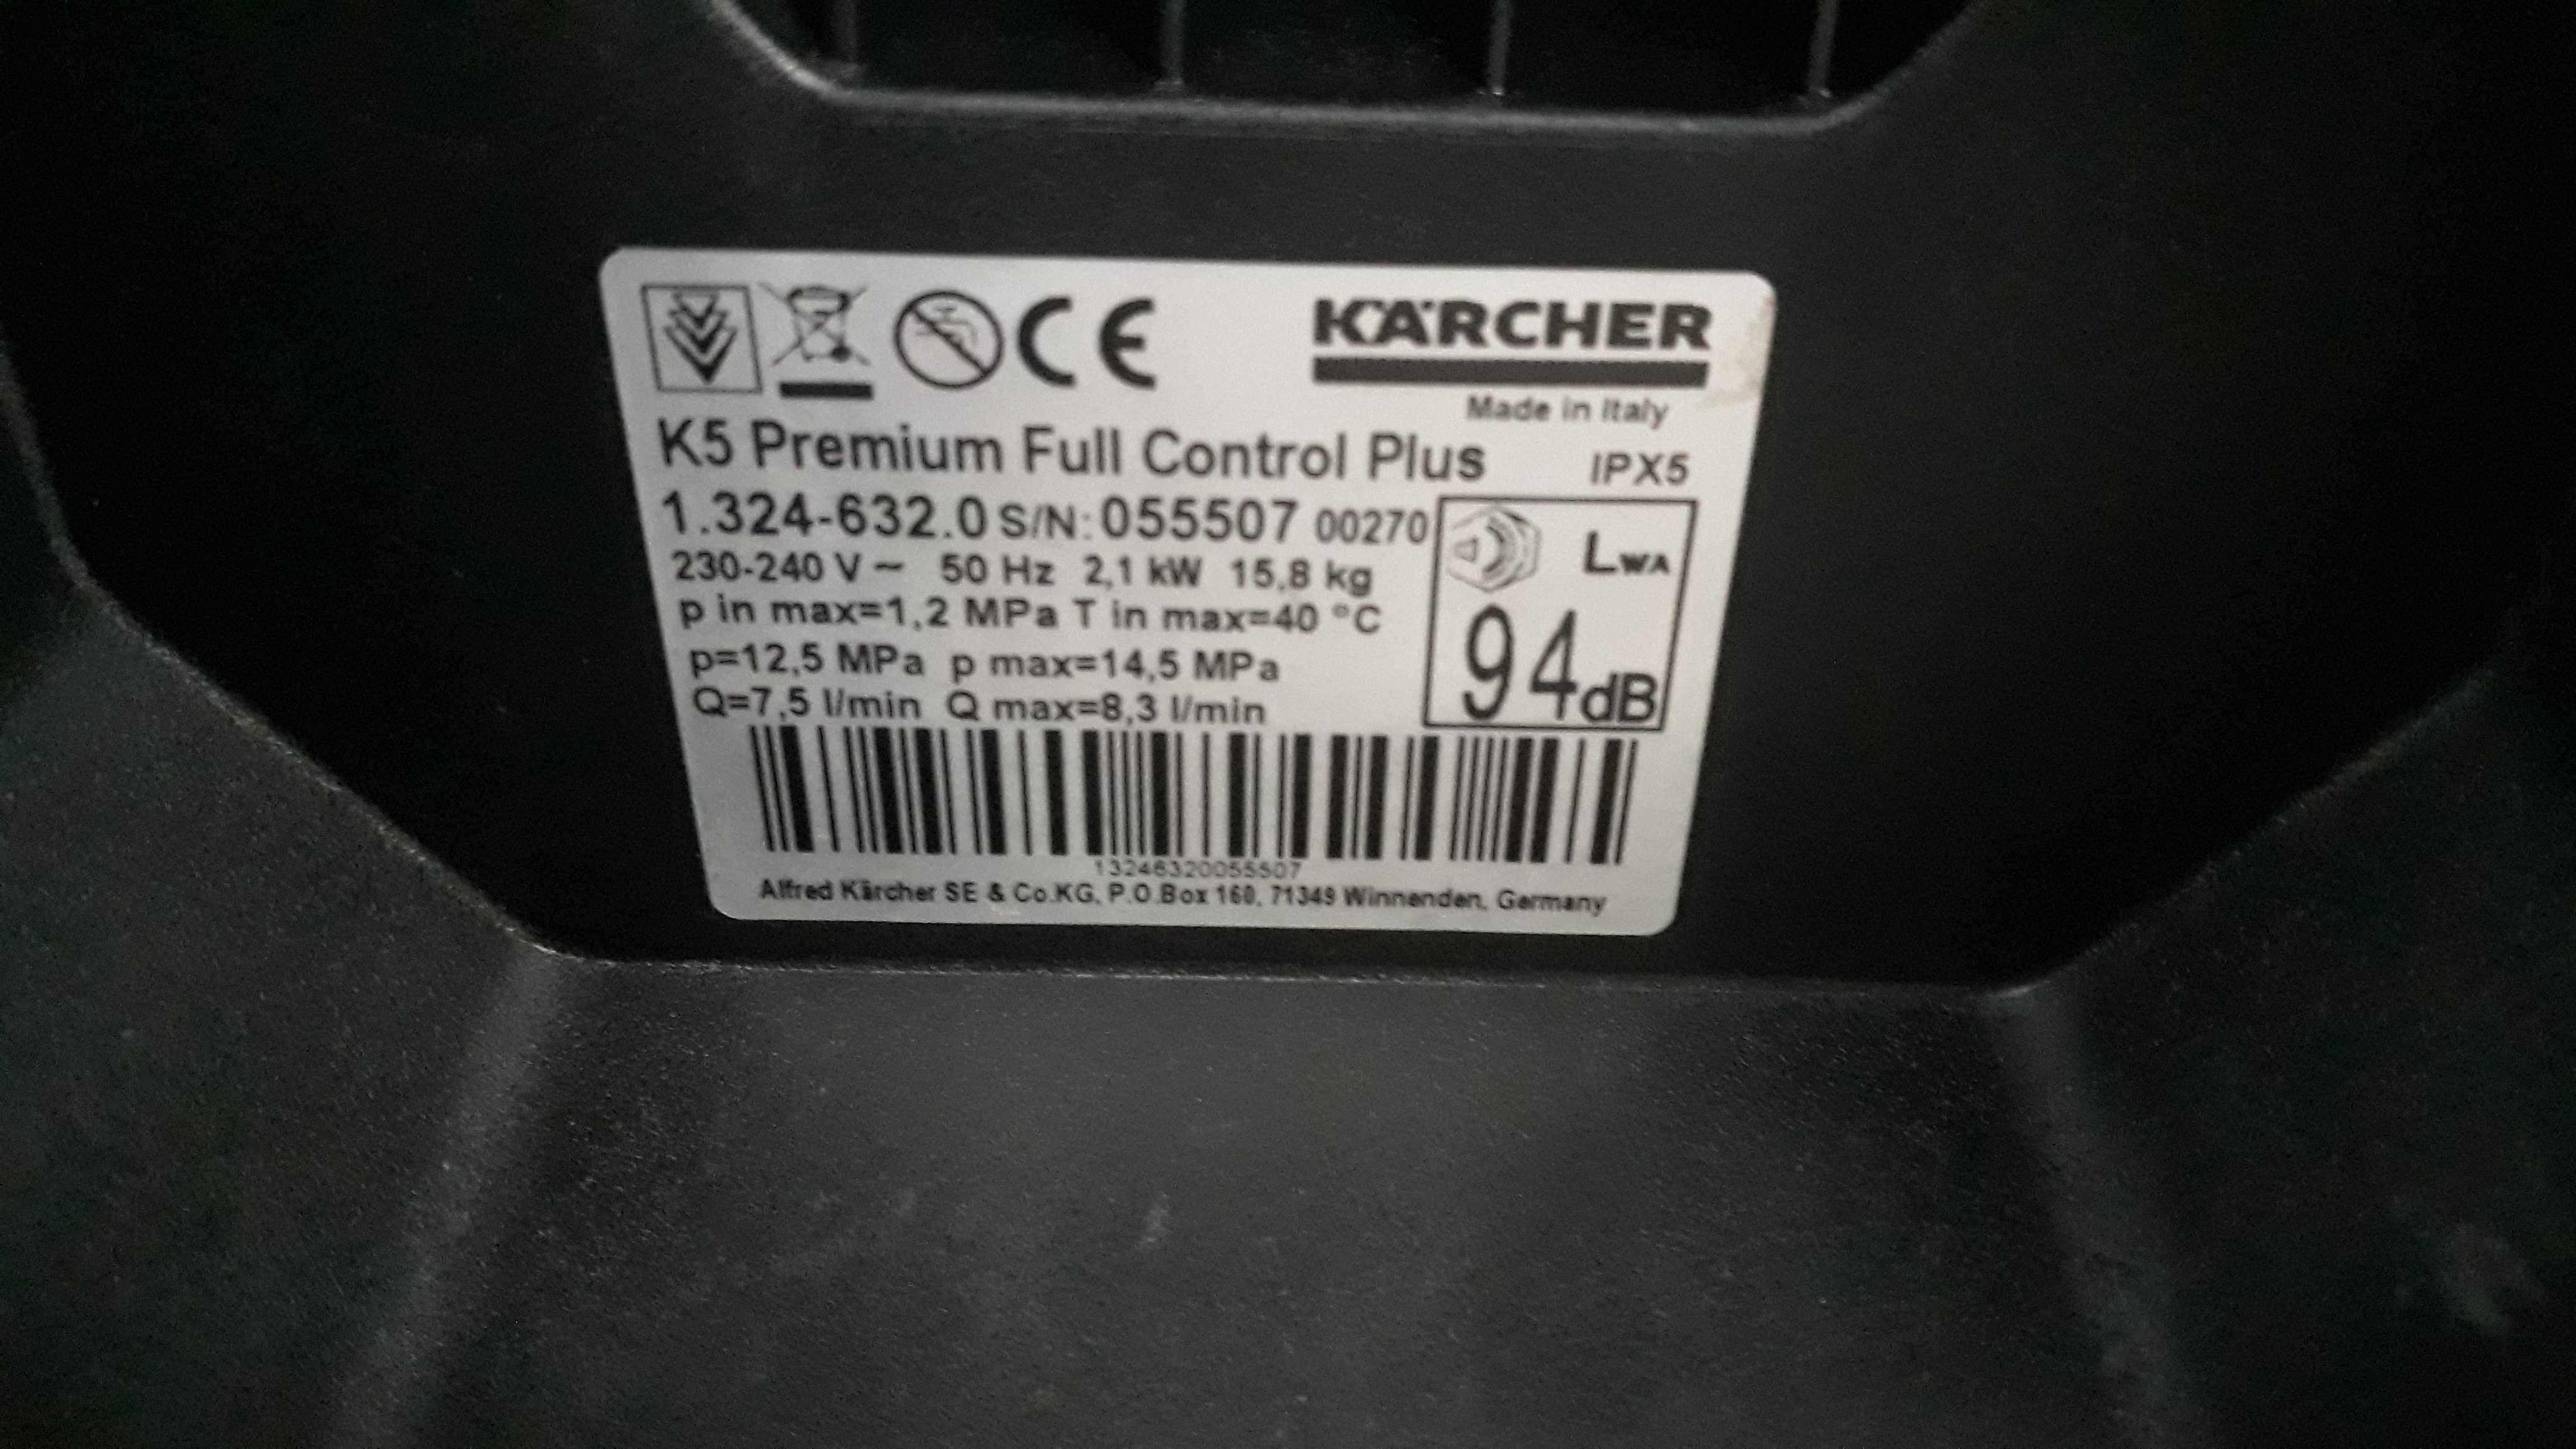 KÄRCHER
Made in Italy
K5 Premium Full Control Plus IPX5
1.324-632.0 S/N: 055507 00270
LWA
230-240 V ~ 50 Hz 2,1 kW 15,8 kg
p in max=1,2 MPa T in max=40 °C
94dB
p=12,5 MPa p max=14,5 MPa
Q=7,5 l/min Q max=8,3 l/min
13246320055507
Alfred Kärcher SE & Co.KG, P.O.Box 160, 71349 Winnenden, Germany